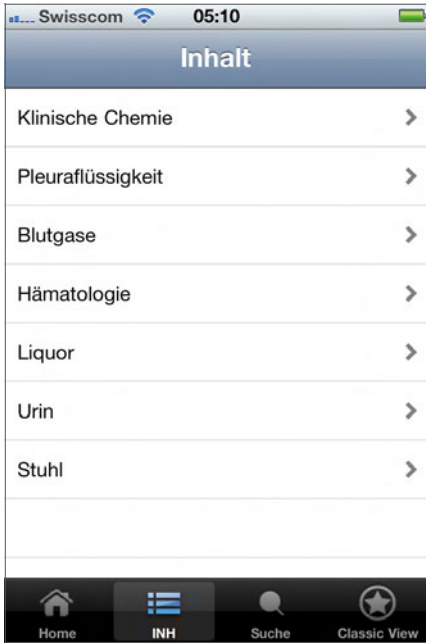 Swisscom 05:10
Inhalt
Klinische Chemie
Pleuraflüssigkeit
Blutgase
Hämatologie
Liquor
Urin
Stuhl
Home INH Suche Classic View